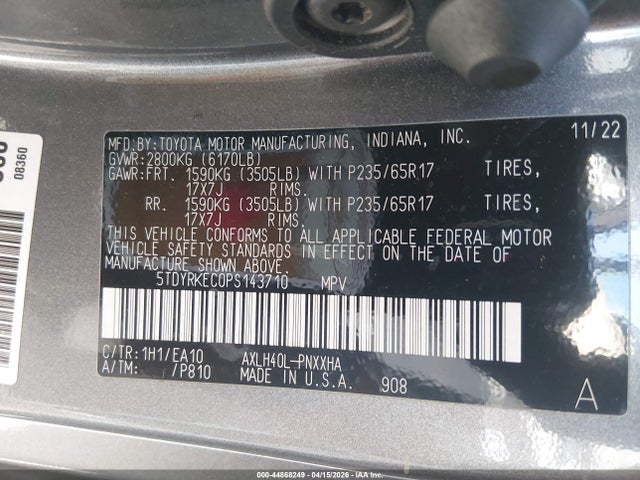 08360
MFD.BY:TOYOTA MOTOR MANUFACTURING, INDIANA, INC. 11/22
GVWR:2800KG (6170LB)
GAWR:FRT. 1590KG (3505LB) WITH P235/65R17 TIRES,
17X7J RIMS.
RR. 1590KG (3505LB) WITH P235/65R17 TIRES,
17X7J RIMS.
THIS VEHICLE CONFORMS TO ALL APPLICABLE FEDERAL MOTOR
VEHICLE SAFETY STANDARDS IN EFFECT ON THE DATE OF
MANUFACTURE SHOWN ABOVE.
5TDYRKEC0PS143710 MPV
C/TR:1H1/EA10 AXLH40L-PNXXHA
A/TM: /P810 MADE IN U.S.A. 908
A
000-44868249 - 04/15/2026 - IAAI